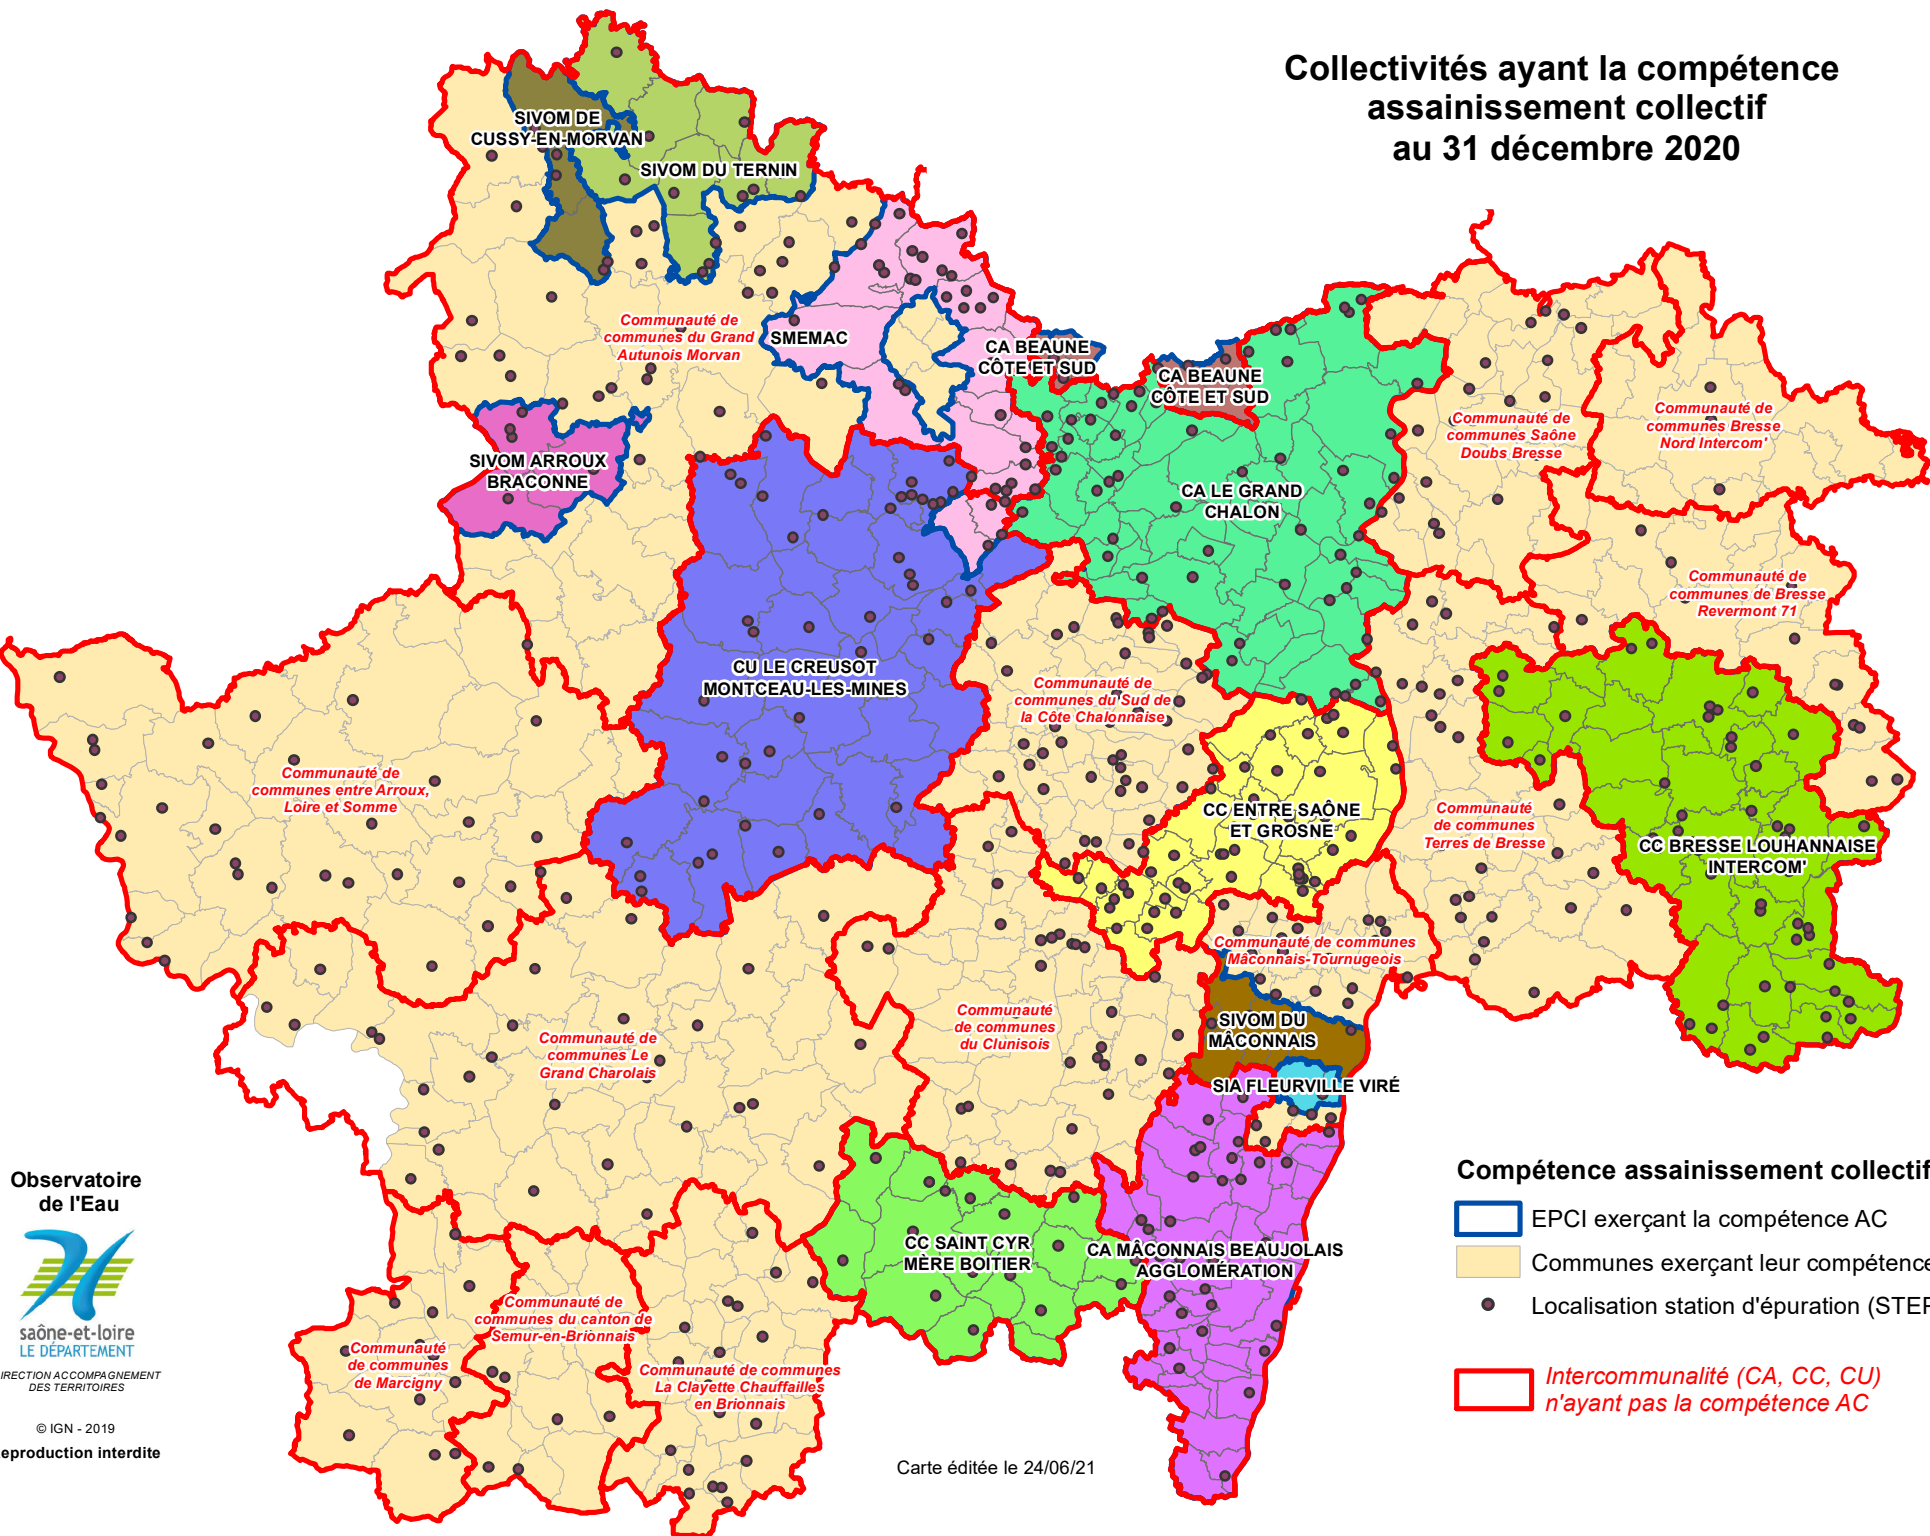 Collectivités ayant la compétence
assainissement collectif
au 31 décembre 2020
SIVOM DE
CUSSY-EN-MORVAN
SIVOM DU TERNIN
Communauté de
communes du Grand
Autunois Morvan
SMEMAC
CA BEAUNE
CÔTE ET SUD
CA BEAUNE
CÔTE ET SUD
Communauté de
communes Saône
Doubs Bresse
Communauté de
communes Bresse
Nord Intercom'
SIVOM ARROUX
BRACONNE
CA LE GRAND
CHALON
Communauté de
communes de Bresse
Revermont 71
CU LE CREUSOT
MONTCEAU-LES-MINES
Communauté de
communes du Sud de
la Côte Chalonnaise
Communauté de
communes entre Arroux,
Loire et Somme
CC ENTRE SAÔNE
ET GROSNE
Communauté
de communes
Terres de Bresse
CC BRESSE LOUHANNAISE
INTERCOM'
Communauté de communes
Mâconnais-Tournugeois
Communauté
de communes
du Clunisois
SIVOM DU
MÂCONNAIS
Communauté de
communes Le
Grand Charolais
SIA FLEURVILLE VIRÉ
CC SAINT CYR
MÈRE BOITIER
CA MÂCONNAIS BEAUJOLAIS
AGGLOMÉRATION
Communauté de
communes du canton de
Semur-en-Brionnais
Communauté
de communes
de Marcigny
Communauté de communes
La Clayette Chauffailles
en Brionnais
Observatoire
de l'Eau
saône-et-loire
LE DÉPARTEMENT
IRECTION ACCOMPAGNEMENT
DES TERRITOIRES
© IGN - 2019
eproduction interdite
Carte éditée le 24/06/21
Compétence assainissement collectif
EPCI exerçant la compétence AC
Communes exerçant leur compétence
Localisation station d'épuration (STEP
Intercommunalité (CA, CC, CU)
n'ayant pas la compétence AC